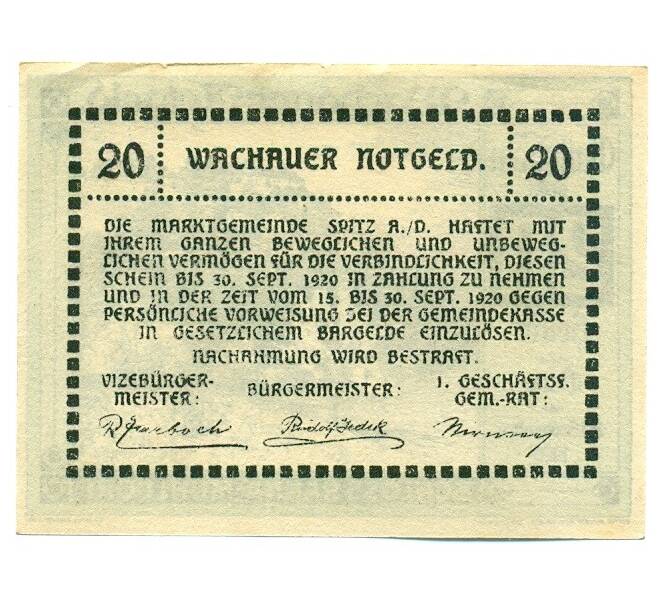 20 WACHAUER NOTGELD. 20
DIE MARKTGEMEINDE SPITZ A./D. HAFTET MIT
IHREM GANZEN BEWEGLICHEN UND UNBEWEG-
LICHEN VERMÖGEN FÜR DIE VERBINDLICHKEIT, DIESEN
SCHEIN BIS 30. SEPT. 1920 IN ZAHLUNG ZU NEHMEN
UND IN DER ZEIT VOM 15. BIS 30. SEPT. 1920 GEGEN
PERSÖNLICHE VORWEISUNG BEI DER GEMEINDEKASSE
IN GESETZLICHEM BARGELDE EINZULÖSEN.
NACHAHMUNG WIRD BESTRAFT.
VIZEBÜRGER-
MEISTER:
BÜRGERMEISTER:
1. GESCHÄFTSF.
GEM.-RAT:
Rudolf